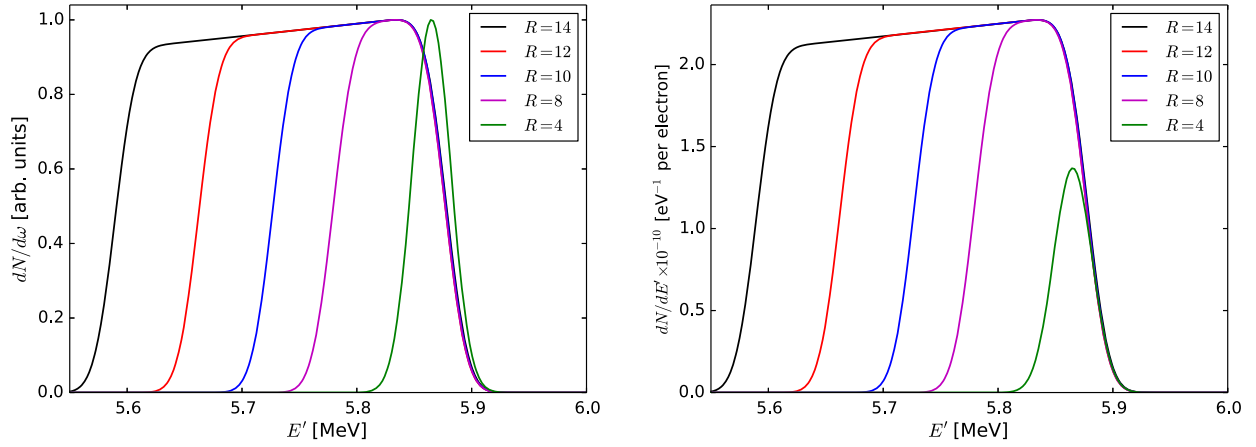 1.0
0.8
0.6
0.4
0.2
0.0
dN/dω [arb. units]
5.6 5.7 5.8 5.9 6.0
E′ [MeV]
R=14
R=12
R=10
R=8
R=4
2.0
1.5
1.0
0.5
0.0
dN/dE′ ×10⁻¹⁰ [eV⁻¹ per electron]
5.6 5.7 5.8 5.9 6.0
E′ [MeV]
R=14
R=12
R=10
R=8
R=4